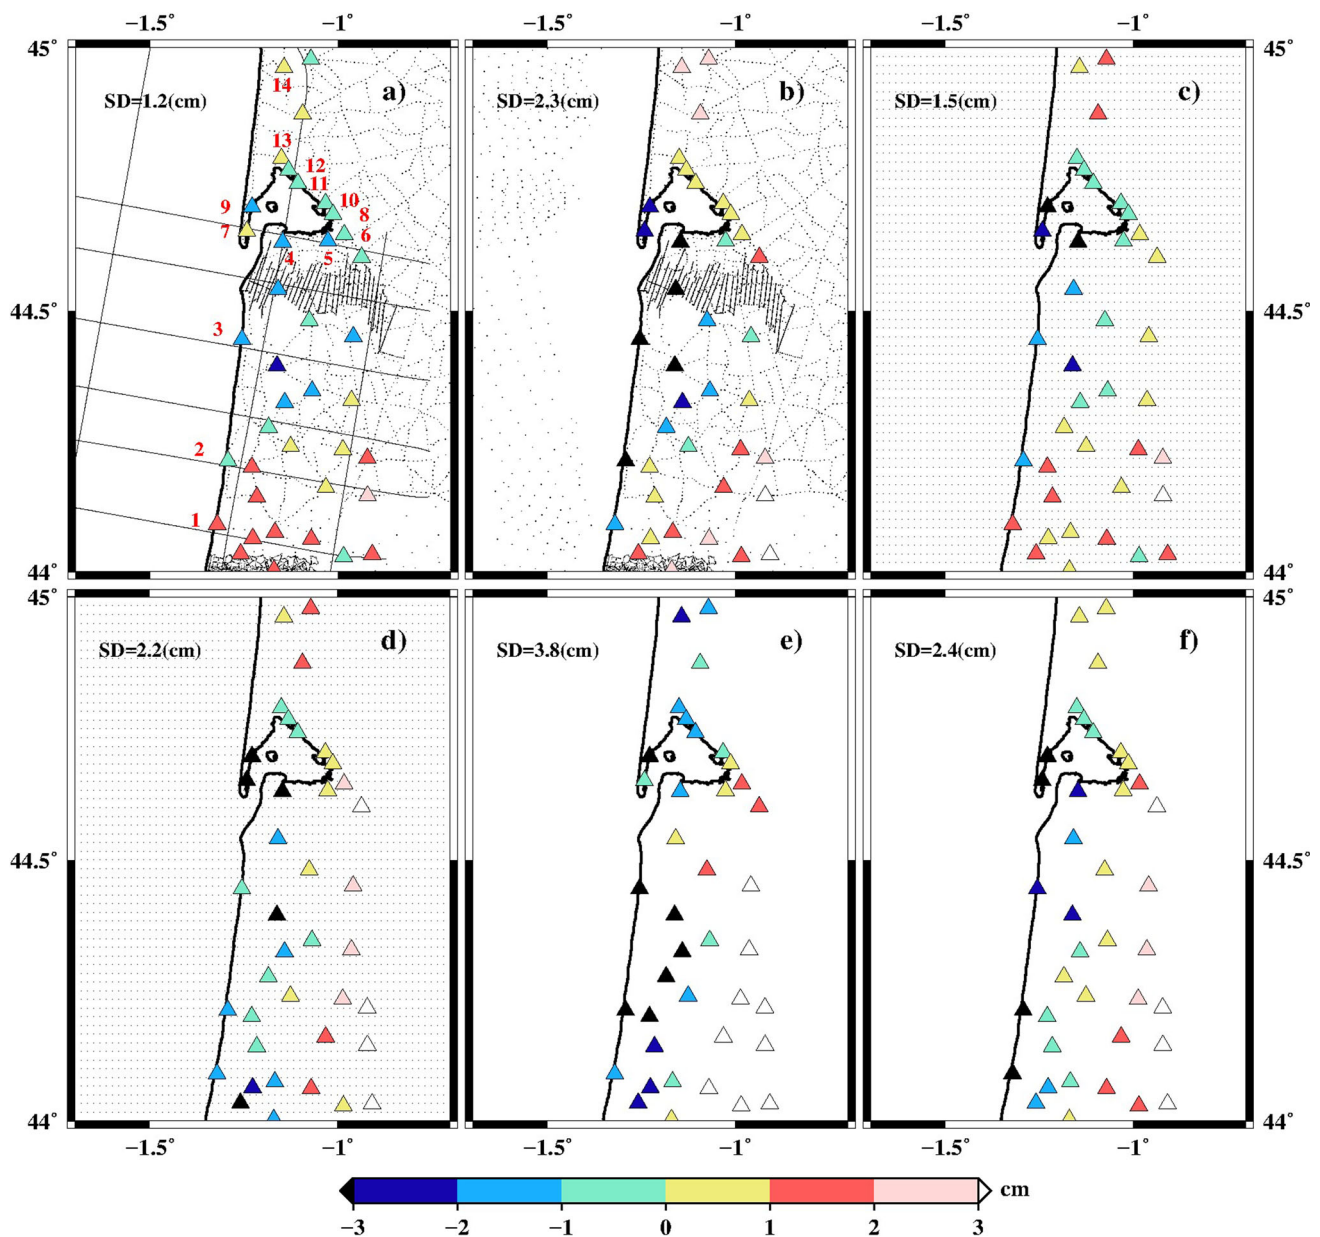 −1.5° −1° −1.5° −1° −1.5° −1°
45° 45°
14
SD=1.2(cm) a) SD=2.3(cm) b) SD=1.5(cm) c)
13
12
11
9 10
8
7 6
4 5
3
44.5° 44.5°
2
1
44° 44°
45° 45°
SD=2.2(cm) d) SD=3.8(cm) e) SD=2.4(cm) f)
44.5° 44.5°
44° 44°
−1.5° −1° −1.5° −1° −1.5° −1°
cm
−3 −2 −1 0 1 2 3